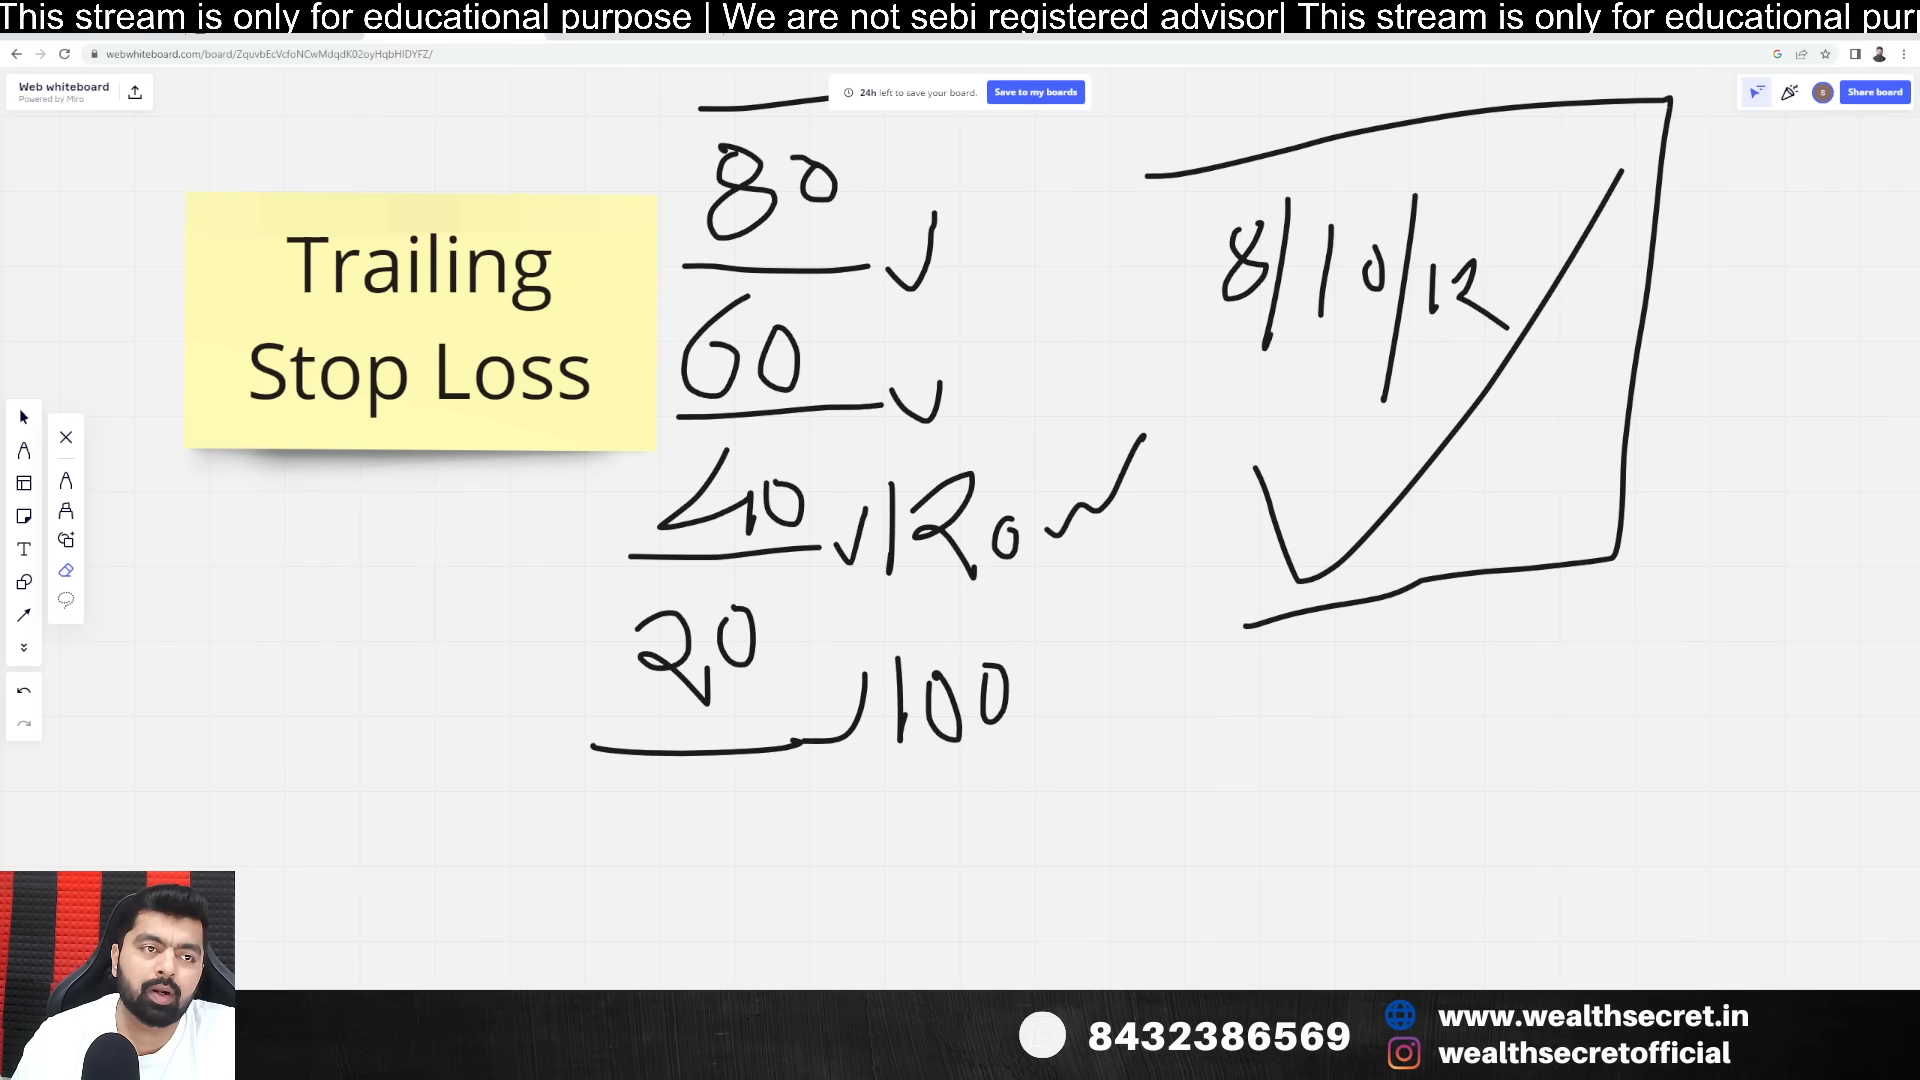 This stream is only for educational purpose | We are not sebi registered advisor| This stream is only for educational pur
webwhiteboard.com/board/ZquvbEcVcfoNCwMdqdK02oyHqbHIDYFZ/
Web whiteboard
Powered by Miro
24h left to save your board.
Save to my boards
S
Share board
Trailing
Stop Loss
80
8/10/12
60
40
120
20
100
8432386569
www.wealthsecret.in
wealthsecretofficial